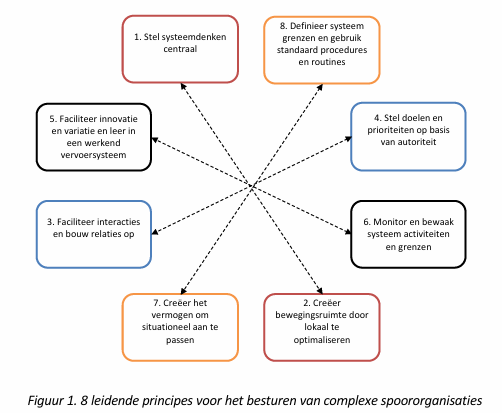 1. Stel systeemdenken
centraal
8. Definieer systeem
grenzen en gebruik
standaard procedures
en routines
5. Faciliteer innovatie
en variatie en leer in
een werkend
vervoersysteem
4. Stel doelen en
prioriteiten op basis
van autoriteit
3. Faciliteer interacties
en bouw relaties op
6. Monitor en bewaak
systeem activiteiten
en grenzen
7. Creëer het
vermogen om
situationeel aan te
passen
2. Creëer
bewegingsruimte door
lokaal te
optimaliseren
Figuur 1. 8 leidende principes voor het besturen van complexe spoororganisaties